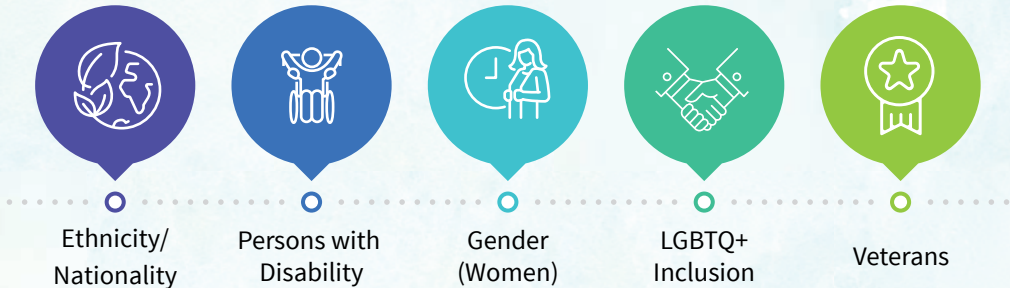 Ethnicity/
Nationality
Persons with
Disability
Gender
(Women)
LGBTQ+
Inclusion
Veterans